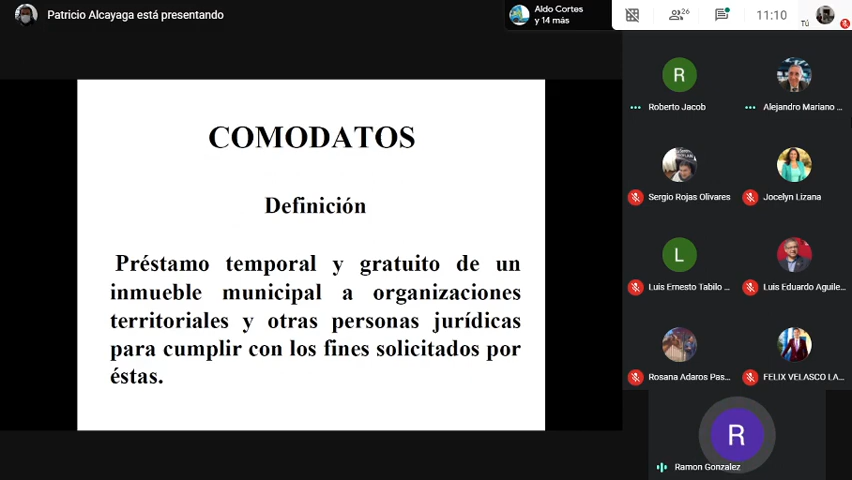 Patricio Alcayaga está presentando
Aldo Cortes
y 14 más
26
11:10
Tú
COMODATOS
Definición
Préstamo temporal y gratuito de un
inmueble municipal a organizaciones
territoriales y otras personas jurídicas
para cumplir con los fines solicitados por
éstas.
R
Roberto Jacob
Alejandro Mariano ...
Sergio Rojas Olivares
Jocelyn Lizana
L
Luis Ernesto Tabilo ...
Luis Eduardo Aguile...
Rosana Adaros Pas...
FELIX VELASCO LA...
R
Ramon Gonzalez